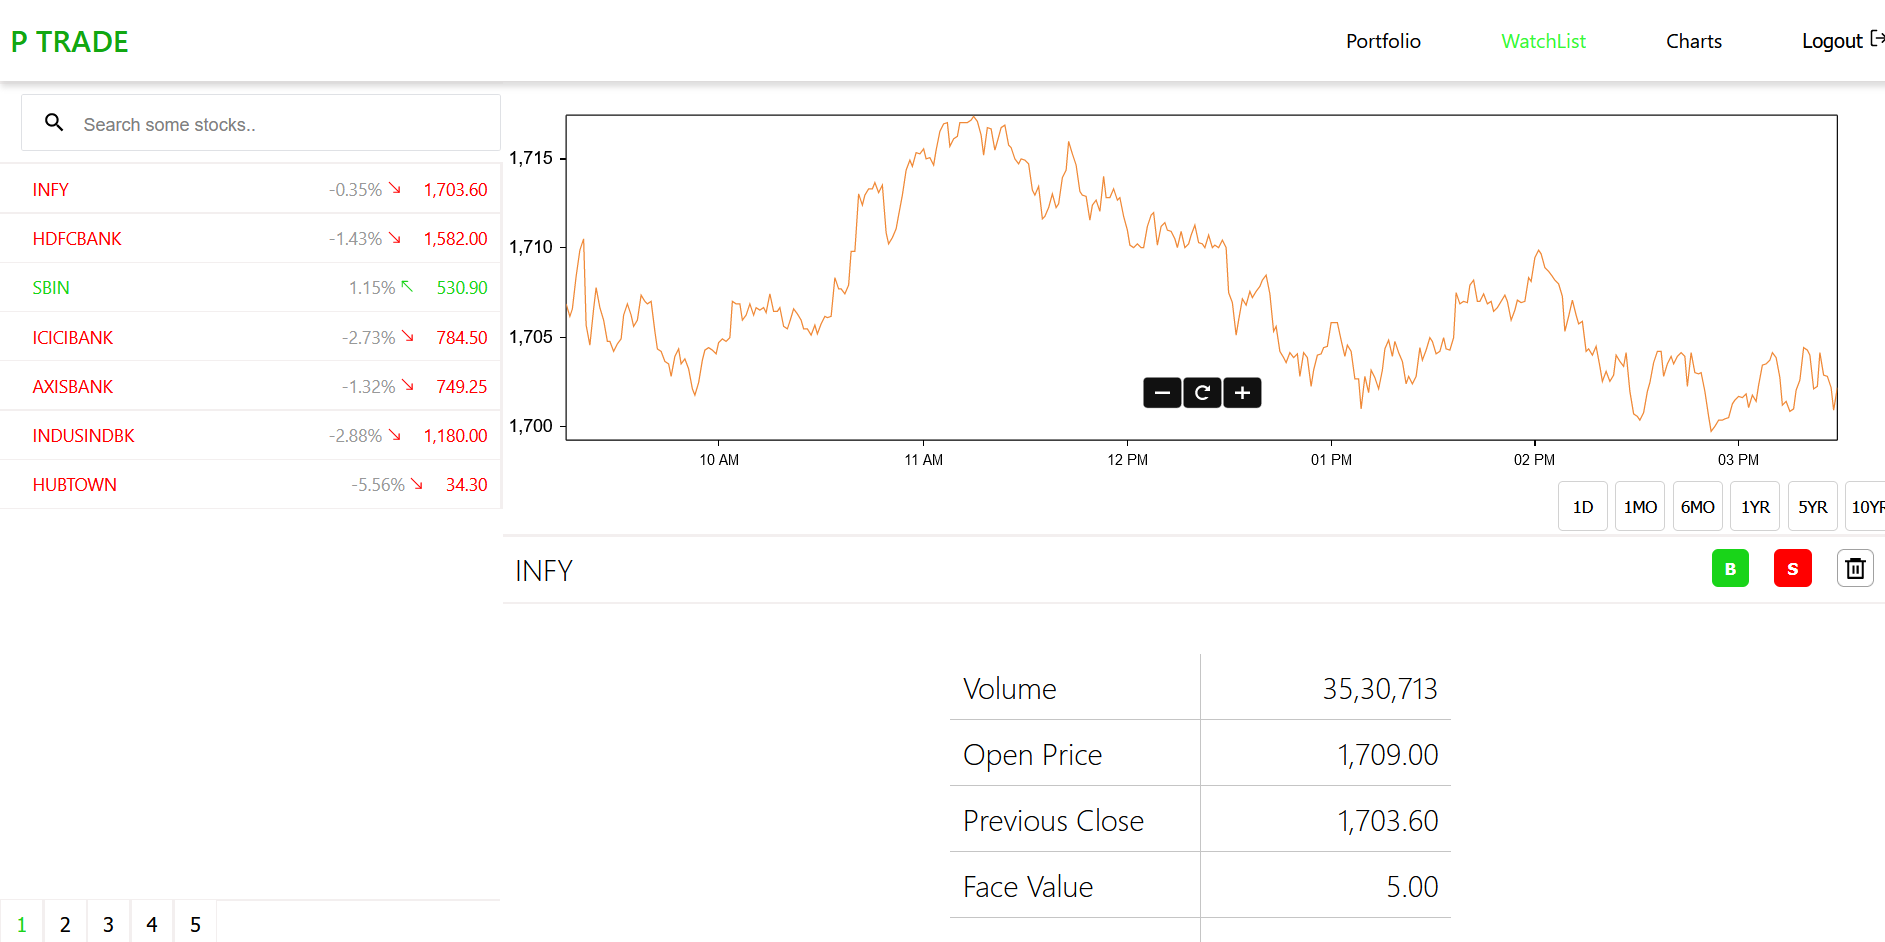 P TRADE
Portfolio WatchList Charts Logout
Search some stocks..
INFY -0.35% 1,703.60
HDFCBANK -1.43% 1,582.00
SBIN 1.15% 530.90
ICICIBANK -2.73% 784.50
AXISBANK -1.32% 749.25
INDUSINDBK -2.88% 1,180.00
HUBTOWN -5.56% 34.30
1 2 3 4 5
1,715
1,710
1,705
1,700
10 AM 11 AM 12 PM 01 PM 02 PM 03 PM
1D 1MO 6MO 1YR 5YR 10YR
INFY B S
Volume 35,30,713
Open Price 1,709.00
Previous Close 1,703.60
Face Value 5.00